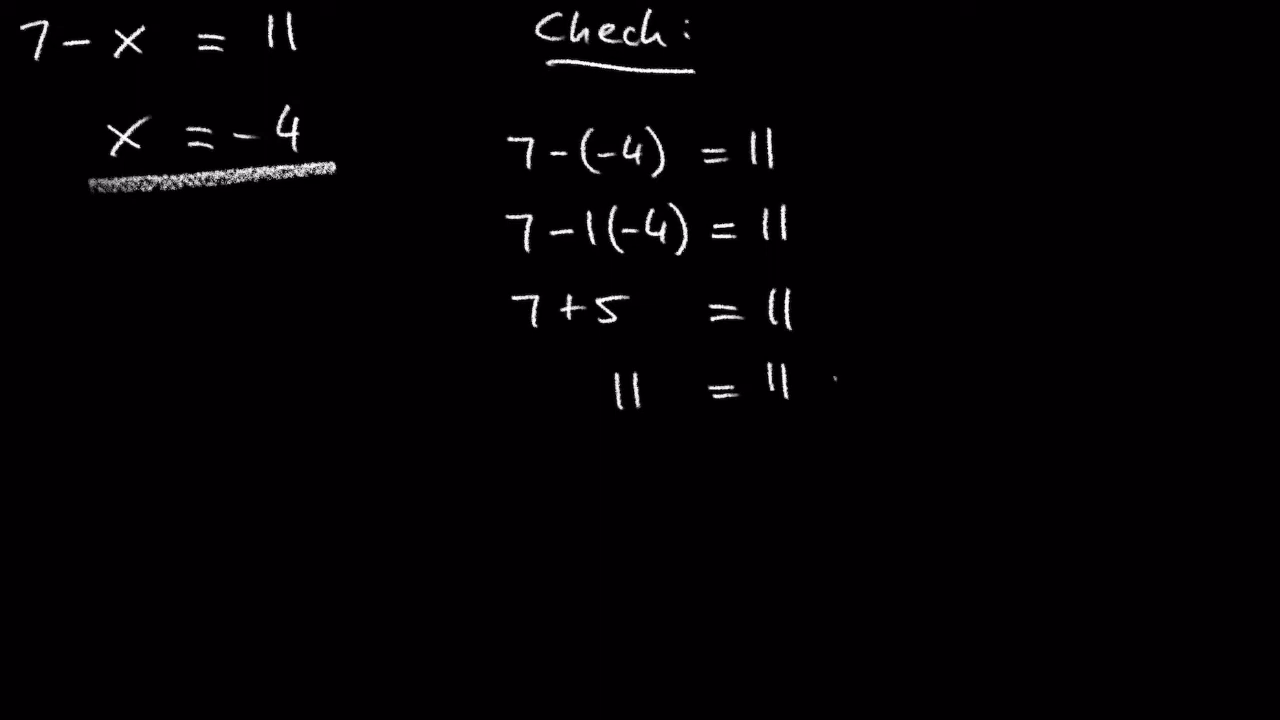 7 - x = 11
x = -4
Check:
7 - (-4) = 11
7 - 1(-4) = 11
7 + 5 = 11
11 = 11